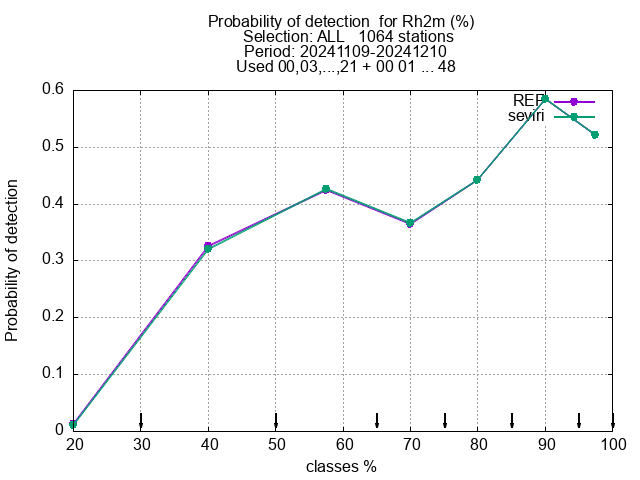 Probability of detection  for Rh2m (%)
Selection: ALL   1064 stations
Period: 20241109-20241210
Used 00,03,...,21 + 00 01 ... 48
REF
seviri
0.6
0.5
0.4
0.3
0.2
0.1
0
Probability of detection
20 30 40 50 60 70 80 90 100
classes %